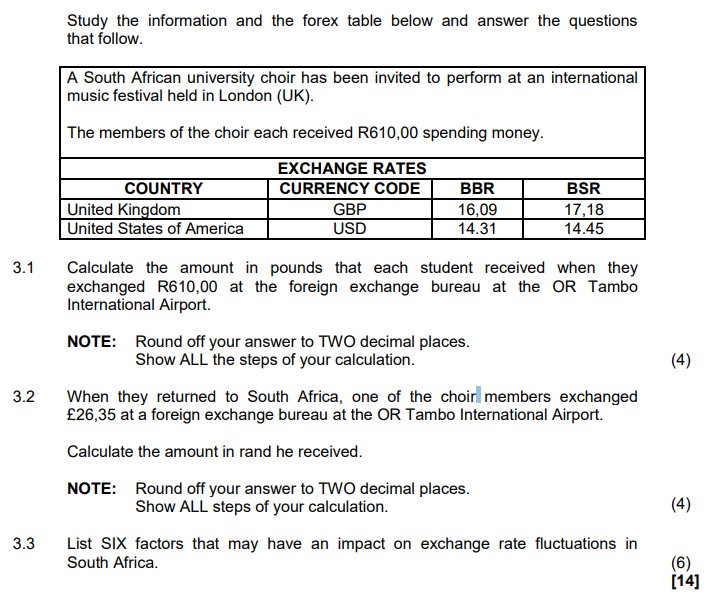 Study the information and the forex table below and answer the questions
that follow.
A South African university choir has been invited to perform at an international
music festival held in London (UK).
The members of the choir each received R610,00 spending money.
EXCHANGE RATES
COUNTRY CURRENCY CODE BBR BSR
United Kingdom GBP 16,09 17,18
United States of America USD 14.31 14.45
3.1 Calculate the amount in pounds that each student received when they
exchanged R610,00 at the foreign exchange bureau at the OR Tambo
International Airport.
NOTE: Round off your answer to TWO decimal places.
Show ALL the steps of your calculation. (4)
3.2 When they returned to South Africa, one of the choir members exchanged
£26,35 at a foreign exchange bureau at the OR Tambo International Airport.
Calculate the amount in rand he received.
NOTE: Round off your answer to TWO decimal places.
Show ALL steps of your calculation. (4)
3.3 List SIX factors that may have an impact on exchange rate fluctuations in
South Africa. (6)
[14]